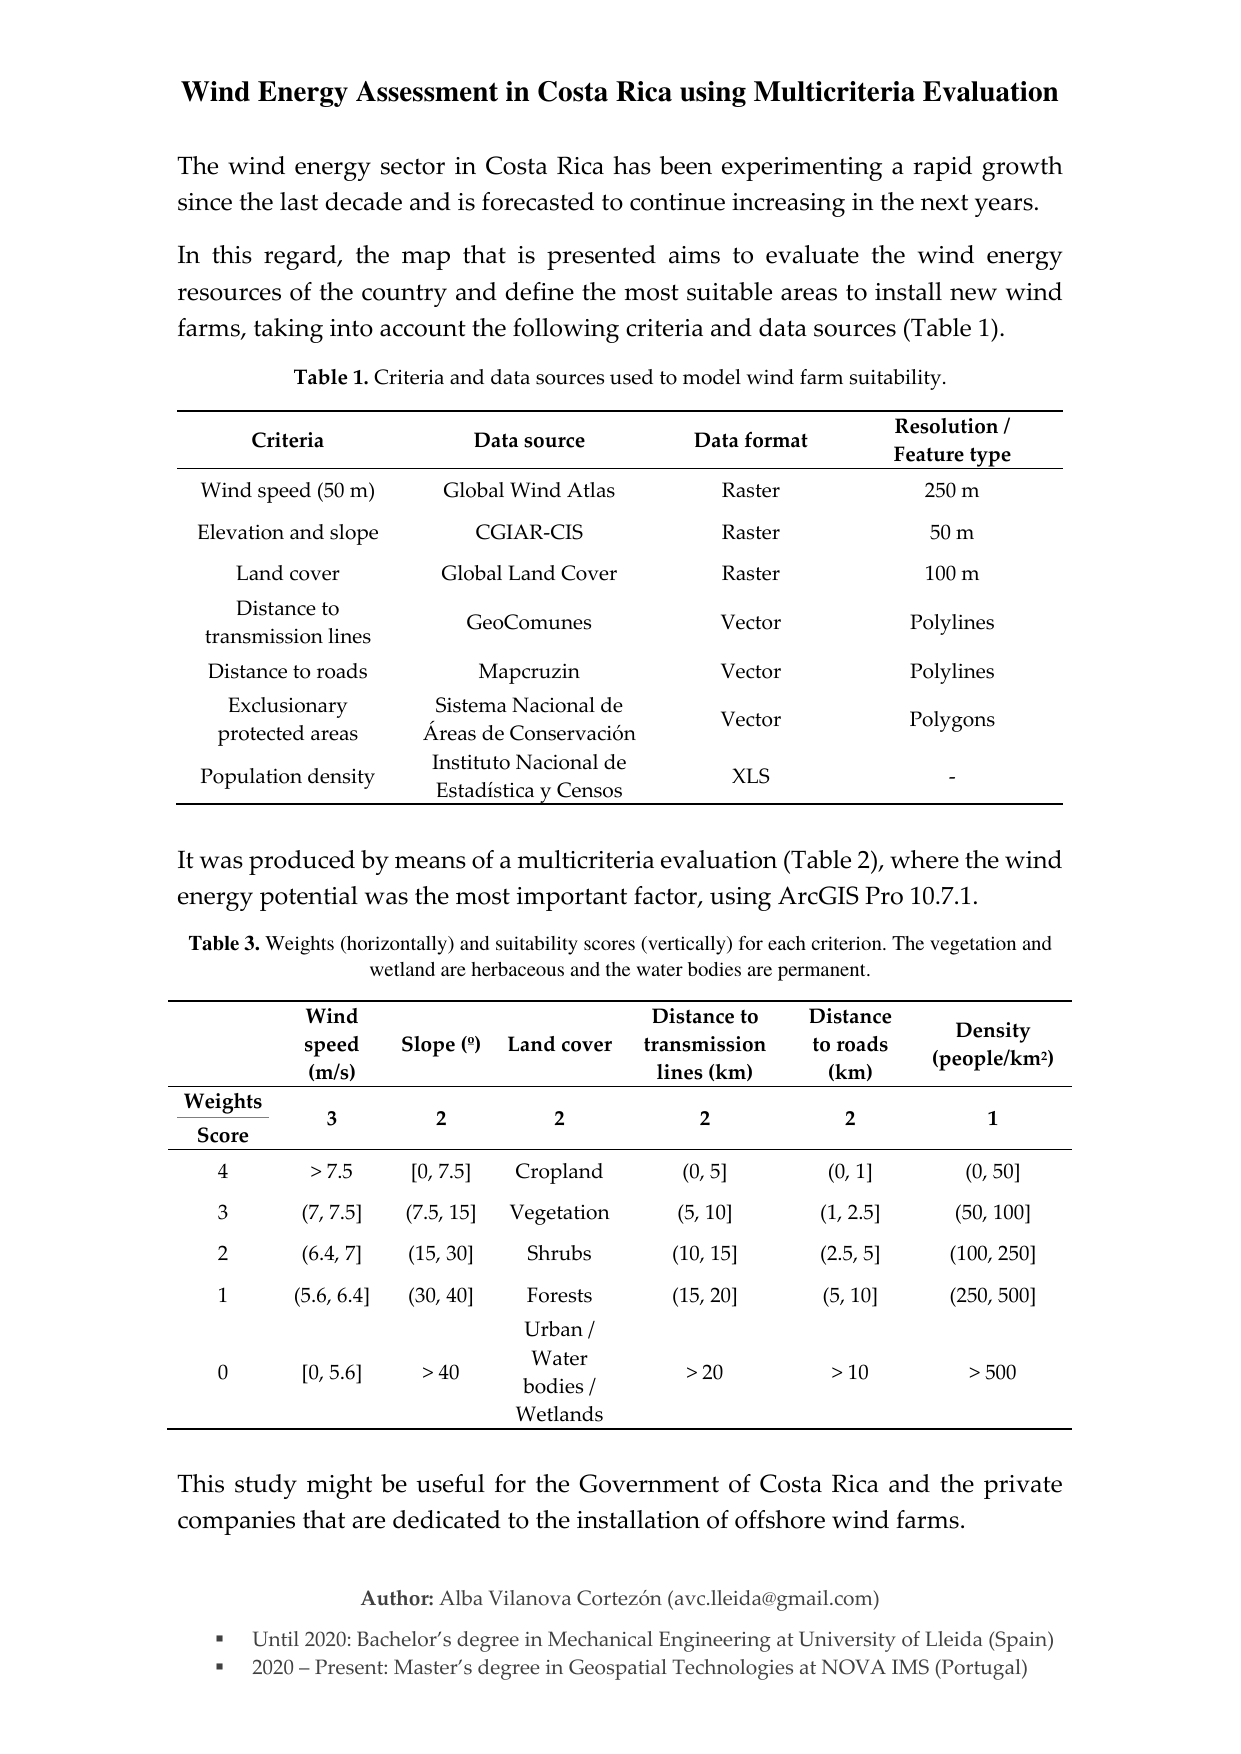 Wind Energy Assessment in Costa Rica using Multicriteria Evaluation
The wind energy sector in Costa Rica has been experimenting a rapid growth
since the last decade and is forecasted to continue increasing in the next years.
In this regard, the map that is presented aims to evaluate the wind energy
resources of the country and define the most suitable areas to install new wind
farms, taking into account the following criteria and data sources (Table 1).
Table 1. Criteria and data sources used to model wind farm suitability.
Criteria Data source Data format Resolution / Feature type
Wind speed (50 m) Global Wind Atlas Raster 250 m
Elevation and slope CGIAR-CIS Raster 50 m
Land cover Global Land Cover Raster 100 m
Distance to transmission lines GeoComunes Vector Polylines
Distance to roads Mapcruzin Vector Polylines
Exclusionary protected areas Sistema Nacional de Áreas de Conservación Vector Polygons
Population density Instituto Nacional de Estadística y Censos XLS -
It was produced by means of a multicriteria evaluation (Table 2), where the wind
energy potential was the most important factor, using ArcGIS Pro 10.7.1.
Table 3. Weights (horizontally) and suitability scores (vertically) for each criterion. The vegetation and
wetland are herbaceous and the water bodies are permanent.
Wind speed (m/s) Slope (º) Land cover Distance to transmission lines (km) Distance to roads (km) Density (people/km²)
Weights 3 2 2 2 2 1
Score
4 > 7.5 [0, 7.5] Cropland (0, 5] (0, 1] (0, 50]
3 (7, 7.5] (7.5, 15] Vegetation (5, 10] (1, 2.5] (50, 100]
2 (6.4, 7] (15, 30] Shrubs (10, 15] (2.5, 5] (100, 250]
1 (5.6, 6.4] (30, 40] Forests (15, 20] (5, 10] (250, 500]
0 [0, 5.6] > 40 Urban / Water bodies / Wetlands > 20 > 10 > 500
This study might be useful for the Government of Costa Rica and the private
companies that are dedicated to the installation of offshore wind farms.
Author: Alba Vilanova Cortezón (avc.lleida@gmail.com)
▪ Until 2020: Bachelor's degree in Mechanical Engineering at University of Lleida (Spain)
▪ 2020 – Present: Master's degree in Geospatial Technologies at NOVA IMS (Portugal)